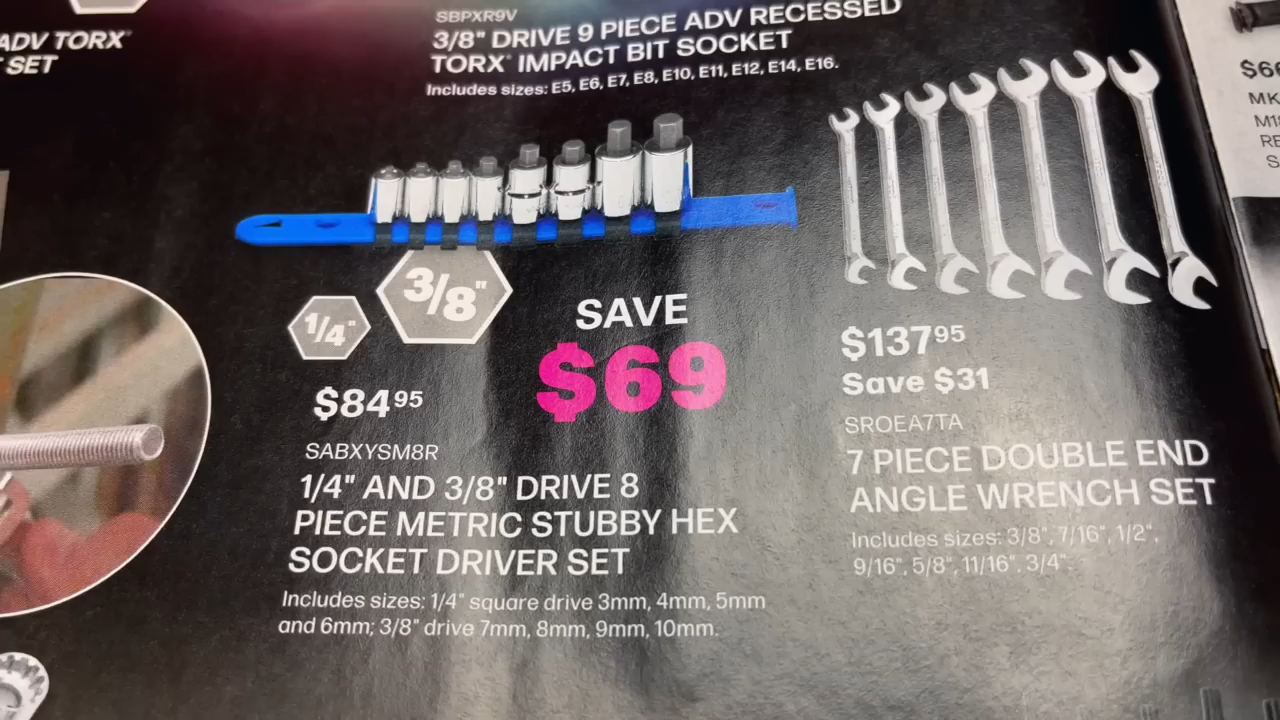 ADV TORX®
SET
SBPXR9V
3/8" DRIVE 9 PIECE ADV RECESSED
TORX® IMPACT BIT SOCKET
Includes sizes: E5, E6, E7, E8, E10, E11, E12, E14, E16.
1/4"
3/8"
SAVE
$69
$84 95
SABXYSM8R
1/4" AND 3/8" DRIVE 8
PIECE METRIC STUBBY HEX
SOCKET DRIVER SET
Includes sizes: 1/4" square drive 3mm, 4mm, 5mm
and 6mm; 3/8" drive 7mm, 8mm, 9mm, 10mm.
$137 95
Save $31
SROEA7TA
7 PIECE DOUBLE END
ANGLE WRENCH SET
Includes sizes: 3/8", 7/16", 1/2",
9/16", 5/8", 11/16", 3/4".